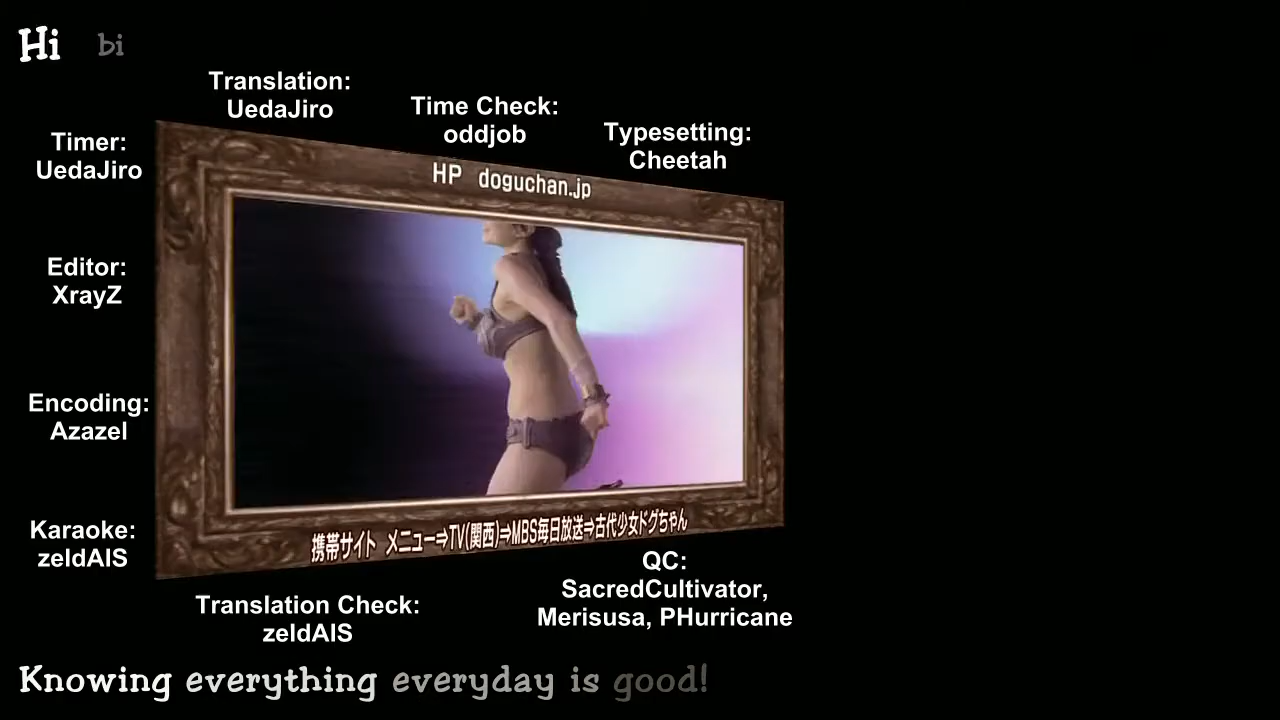 Hi bi
Translation:
UedaJiro
Time Check:
oddjob
Typesetting:
Cheetah
Timer:
UedaJiro
HP doguchan.jp
Editor:
XrayZ
Encoding:
Azazel
Karaoke:
zeldAIS
携帯サイト メニュー⇒TV(関西)⇒MBS毎日放送⇒古代少女ドグちゃん
QC:
SacredCultivator,
Merisusa, PHurricane
Translation Check:
zeldAIS
Knowing everything everyday is good!